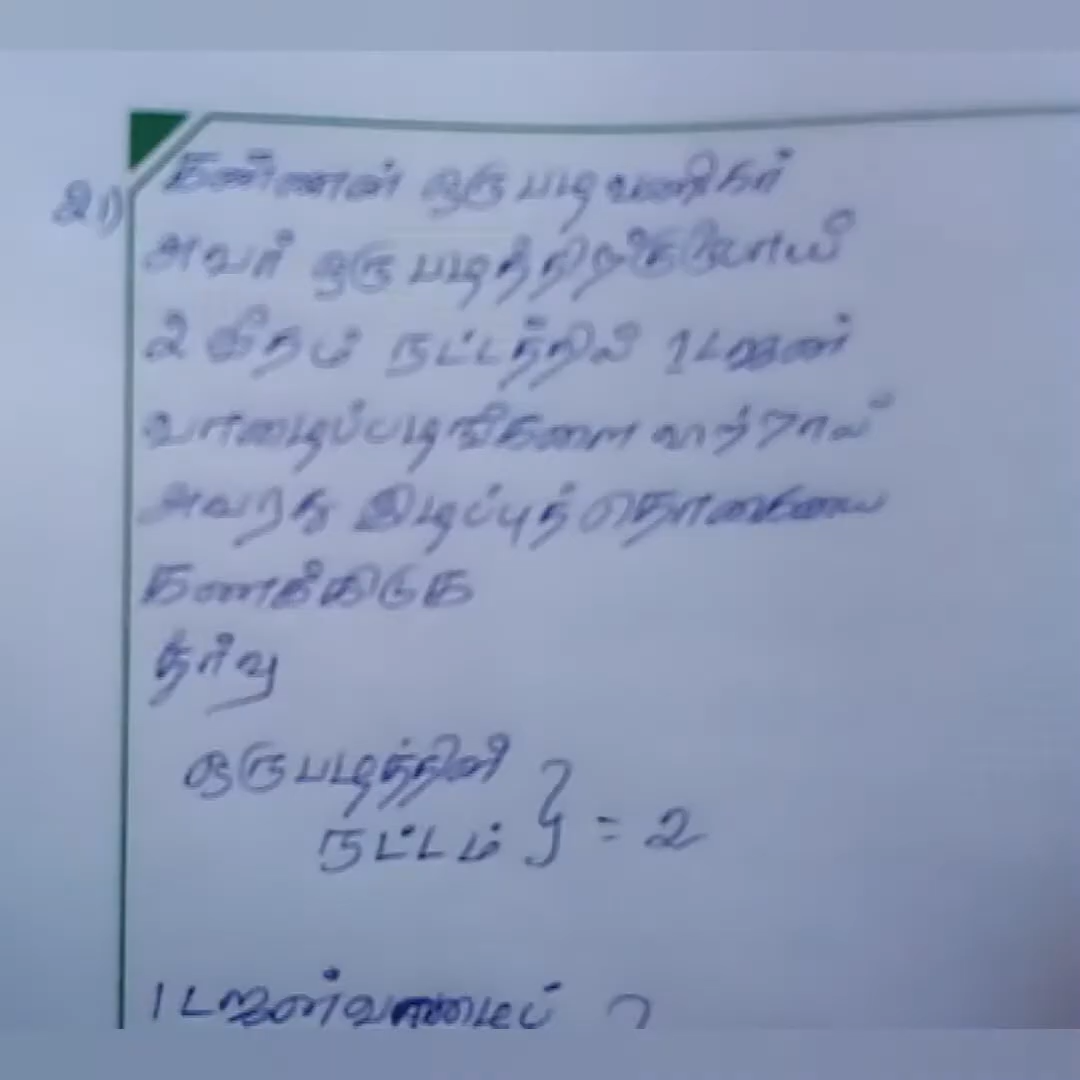 21) கண்ணன் ஒரு பழ வணிகர்
அவர் ஒரு பழத்திற்கு ரூபாய்
2 வீதம் நட்டத்தில் 1 டஜன்
வாழைப்பழங்களை விற்றால்
அவரது இழப்புத் தொகையை
கணக்கிடுக
தீர்வு
ஒரு பழத்தின்
நட்டம் } = 2
1 டஜன் வாழைப்